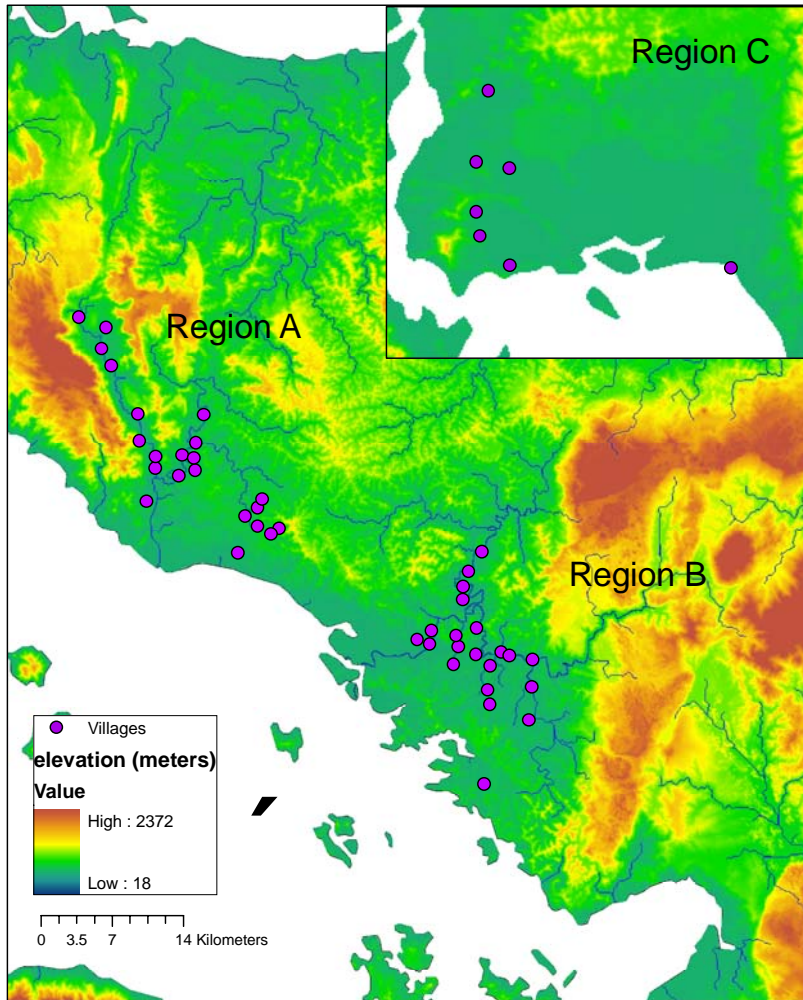 Region C
Region A
Region B
Villages
elevation (meters)
Value
High : 2372
Low : 18
0 3.5 7 14 Kilometers